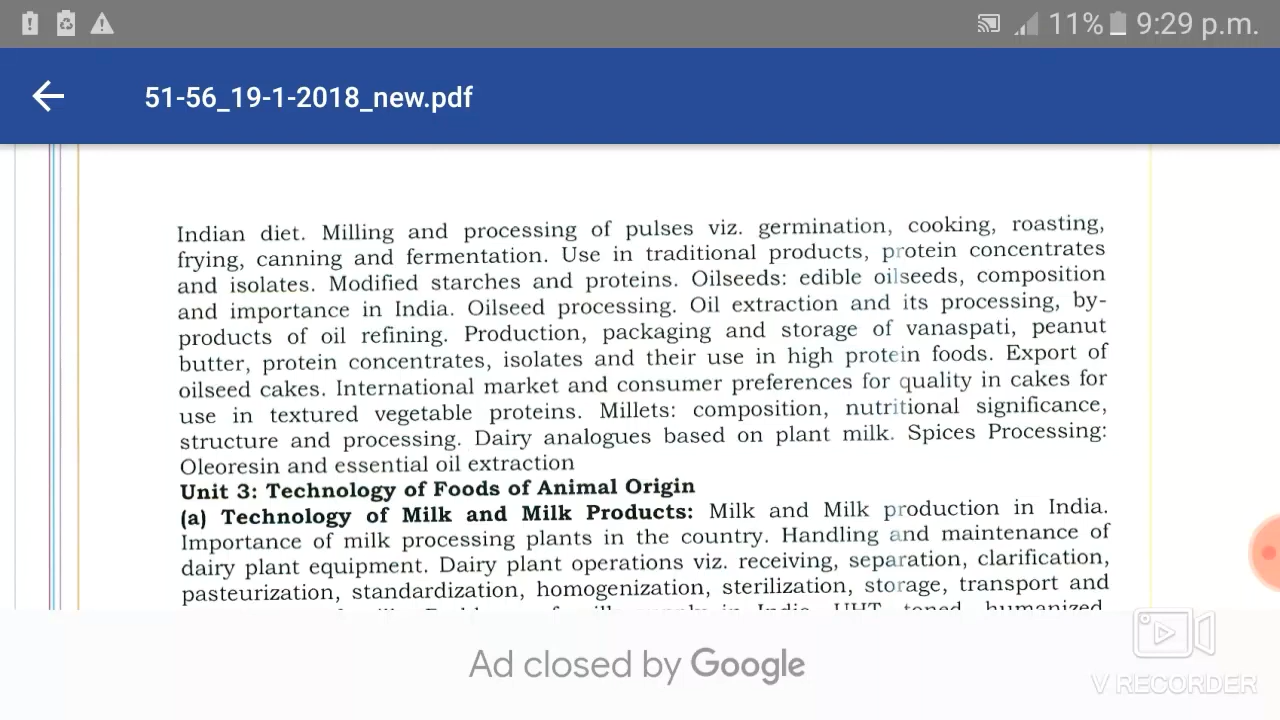 11% 9:29 p.m.
51-56_19-1-2018_new.pdf
Indian diet. Milling and processing of pulses viz. germination, cooking, roasting,
frying, canning and fermentation. Use in traditional products, protein concentrates
and isolates. Modified starches and proteins. Oilseeds: edible oilseeds, composition
and importance in India. Oilseed processing. Oil extraction and its processing, by-
products of oil refining. Production, packaging and storage of vanaspati, peanut
butter, protein concentrates, isolates and their use in high protein foods. Export of
oilseed cakes. International market and consumer preferences for quality in cakes for
use in textured vegetable proteins. Millets: composition, nutritional significance,
structure and processing. Dairy analogues based on plant milk. Spices Processing:
Oleoresin and essential oil extraction
Unit 3: Technology of Foods of Animal Origin
(a) Technology of Milk and Milk Products: Milk and Milk production in India.
Importance of milk processing plants in the country. Handling and maintenance of
dairy plant equipment. Dairy plant operations viz. receiving, separation, clarification,
pasteurization, standardization, homogenization, sterilization, storage, transport and
in India. UHT, toned, humanized,
Ad closed by Google
V RECORDER